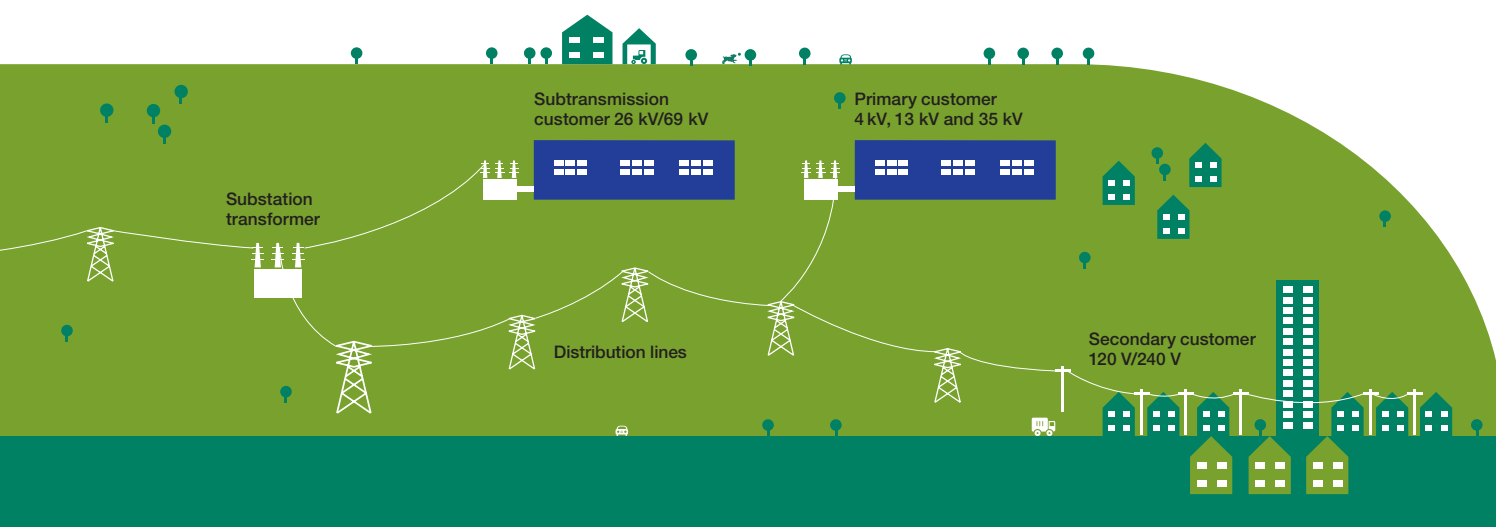 Subtransmission
customer 26 kV/69 kV
Primary customer
4 kV, 13 kV and 35 kV
Substation
transformer
Distribution lines
Secondary customer
120 V/240 V